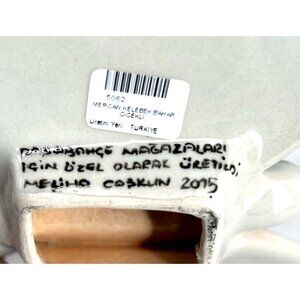 5062
MERCAN KELEBEK BAHAR
ÇİÇEKLİ
Üretim Yeri : TÜRKİYE
PAŞABAHÇE MAĞAZALARI
İÇİN ÖZEL OLARAK ÜRETİLDİ
MELİHA COŞKUN 2015